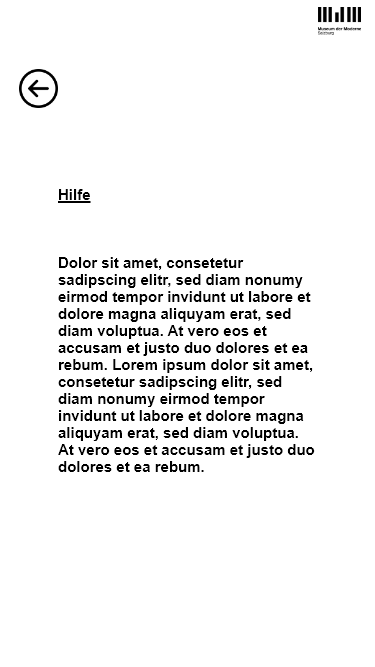 Museum der Moderne
Salzburg
Hilfe
Dolor sit amet, consetetur
sadipscing elitr, sed diam nonumy
eirmod tempor invidunt ut labore et
dolore magna aliquyam erat, sed
diam voluptua. At vero eos et
accusam et justo duo dolores et ea
rebum. Lorem ipsum dolor sit amet,
consetetur sadipscing elitr, sed
diam nonumy eirmod tempor
invidunt ut labore et dolore magna
aliquyam erat, sed diam voluptua.
At vero eos et accusam et justo duo
dolores et ea rebum.